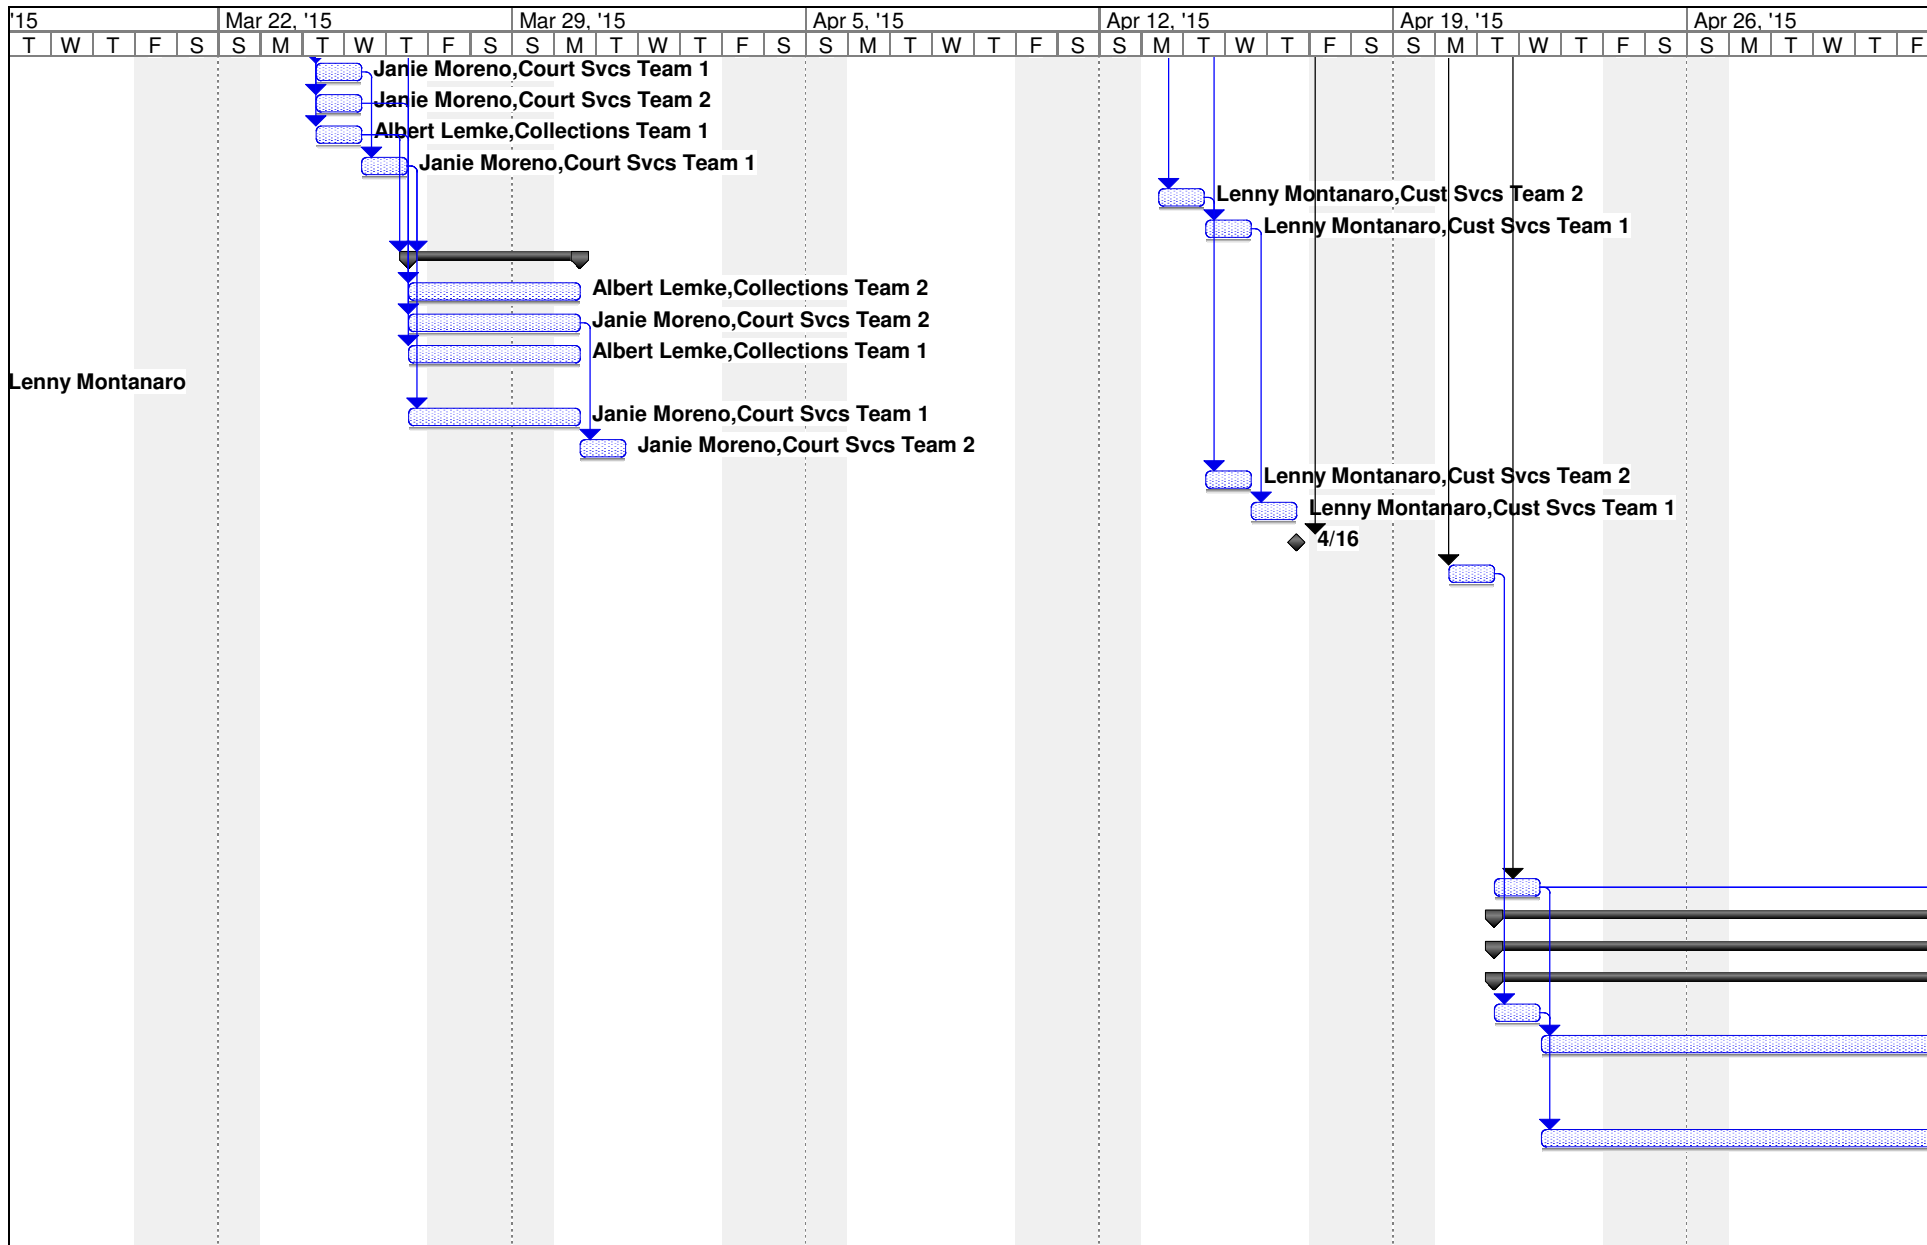 '15 Mar 22, '15 Mar 29, '15 Apr 5, '15 Apr 12, '15 Apr 19, '15 Apr 26, '15
T W T F S S M T W T F S S M T W T F S S M T W T F S S M T W T F S S M T W T F S S M T W T F
Janie Moreno,Court Svcs Team 1
Janie Moreno,Court Svcs Team 2
Albert Lemke,Collections Team 1
Janie Moreno,Court Svcs Team 1
Lenny Montanaro,Cust Svcs Team 2
Lenny Montanaro,Cust Svcs Team 1
Albert Lemke,Collections Team 2
Janie Moreno,Court Svcs Team 2
Albert Lemke,Collections Team 1
Lenny Montanaro
Janie Moreno,Court Svcs Team 1
Janie Moreno,Court Svcs Team 2
Lenny Montanaro,Cust Svcs Team 2
Lenny Montanaro,Cust Svcs Team 1
4/16